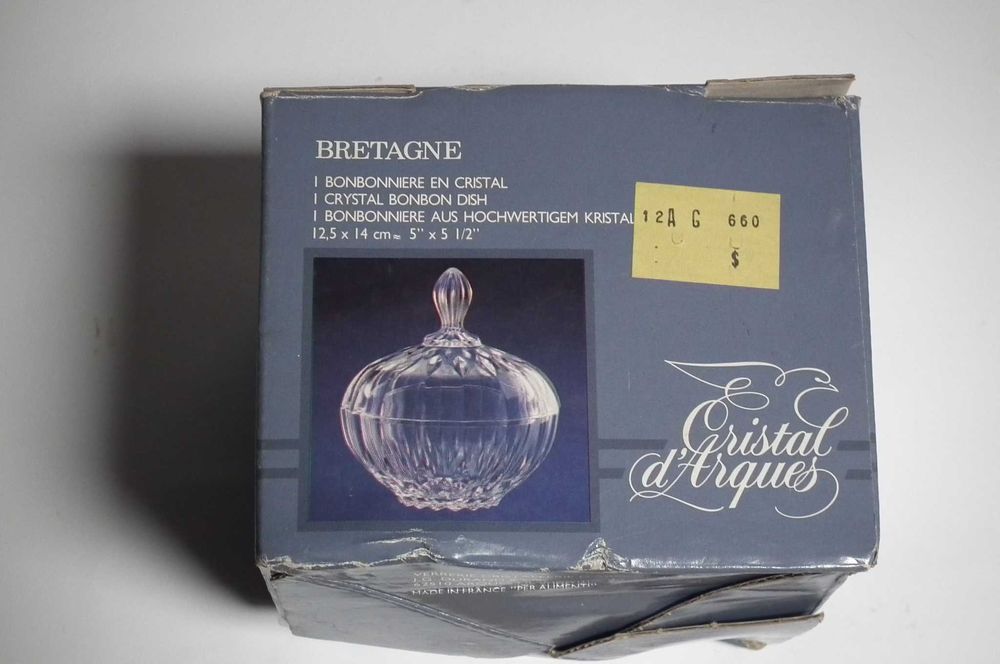 BRETAGNE
1 BONBONNIERE EN CRISTAL
1 CRYSTAL BONBON DISH
1 BONBONNIERE AUS HOCHWERTIGEM KRISTAL
12,5 x 14 cm ≈ 5" x 5 1/2"
12A G 660
$
Cristal
d'Arques
MADE IN FRANCE "PER ALIMENTI"